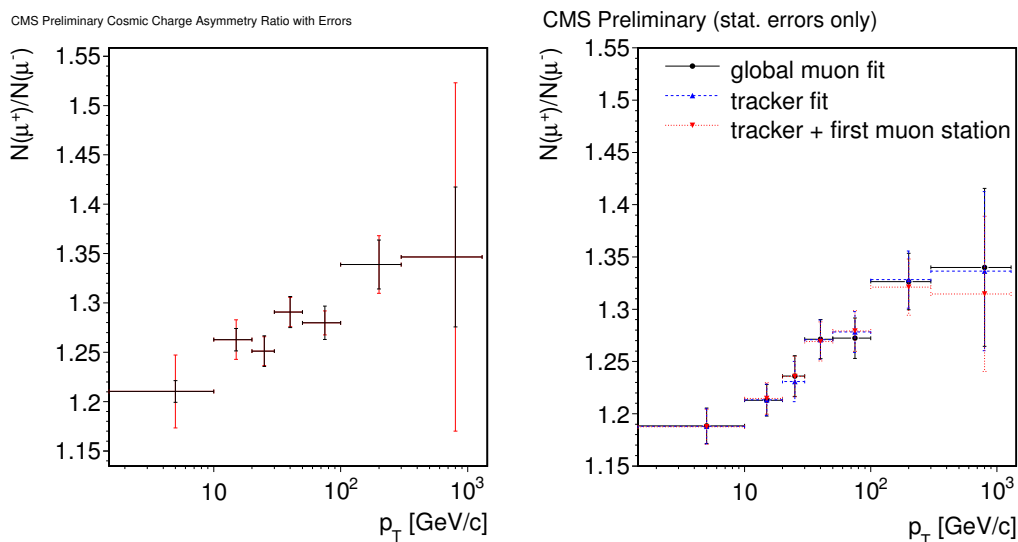 CMS Preliminary Cosmic Charge Asymmetry Ratio with Errors
N(μ⁺)/N(μ⁻)
1.55
1.5
1.45
1.4
1.35
1.3
1.25
1.2
1.15
10
10²
10³
p_T [GeV/c]
CMS Preliminary (stat. errors only)
N(μ⁺)/N(μ⁻)
1.55
1.5
1.45
1.4
1.35
1.3
1.25
1.2
1.15
global muon fit
tracker fit
tracker + first muon station
10
10²
10³
p_T [GeV/c]